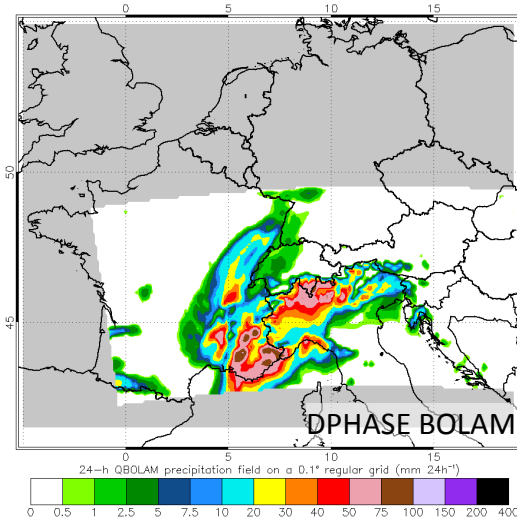 0 5 10 15
50
45
DPHASE BOLAM
0 5 10 15
24-h QBOLAM precipitation field on a 0.1° regular grid (mm 24h⁻¹)
0 0.5 1 2.5 5 7.5 10 20 30 40 50 75 100 150 200 400